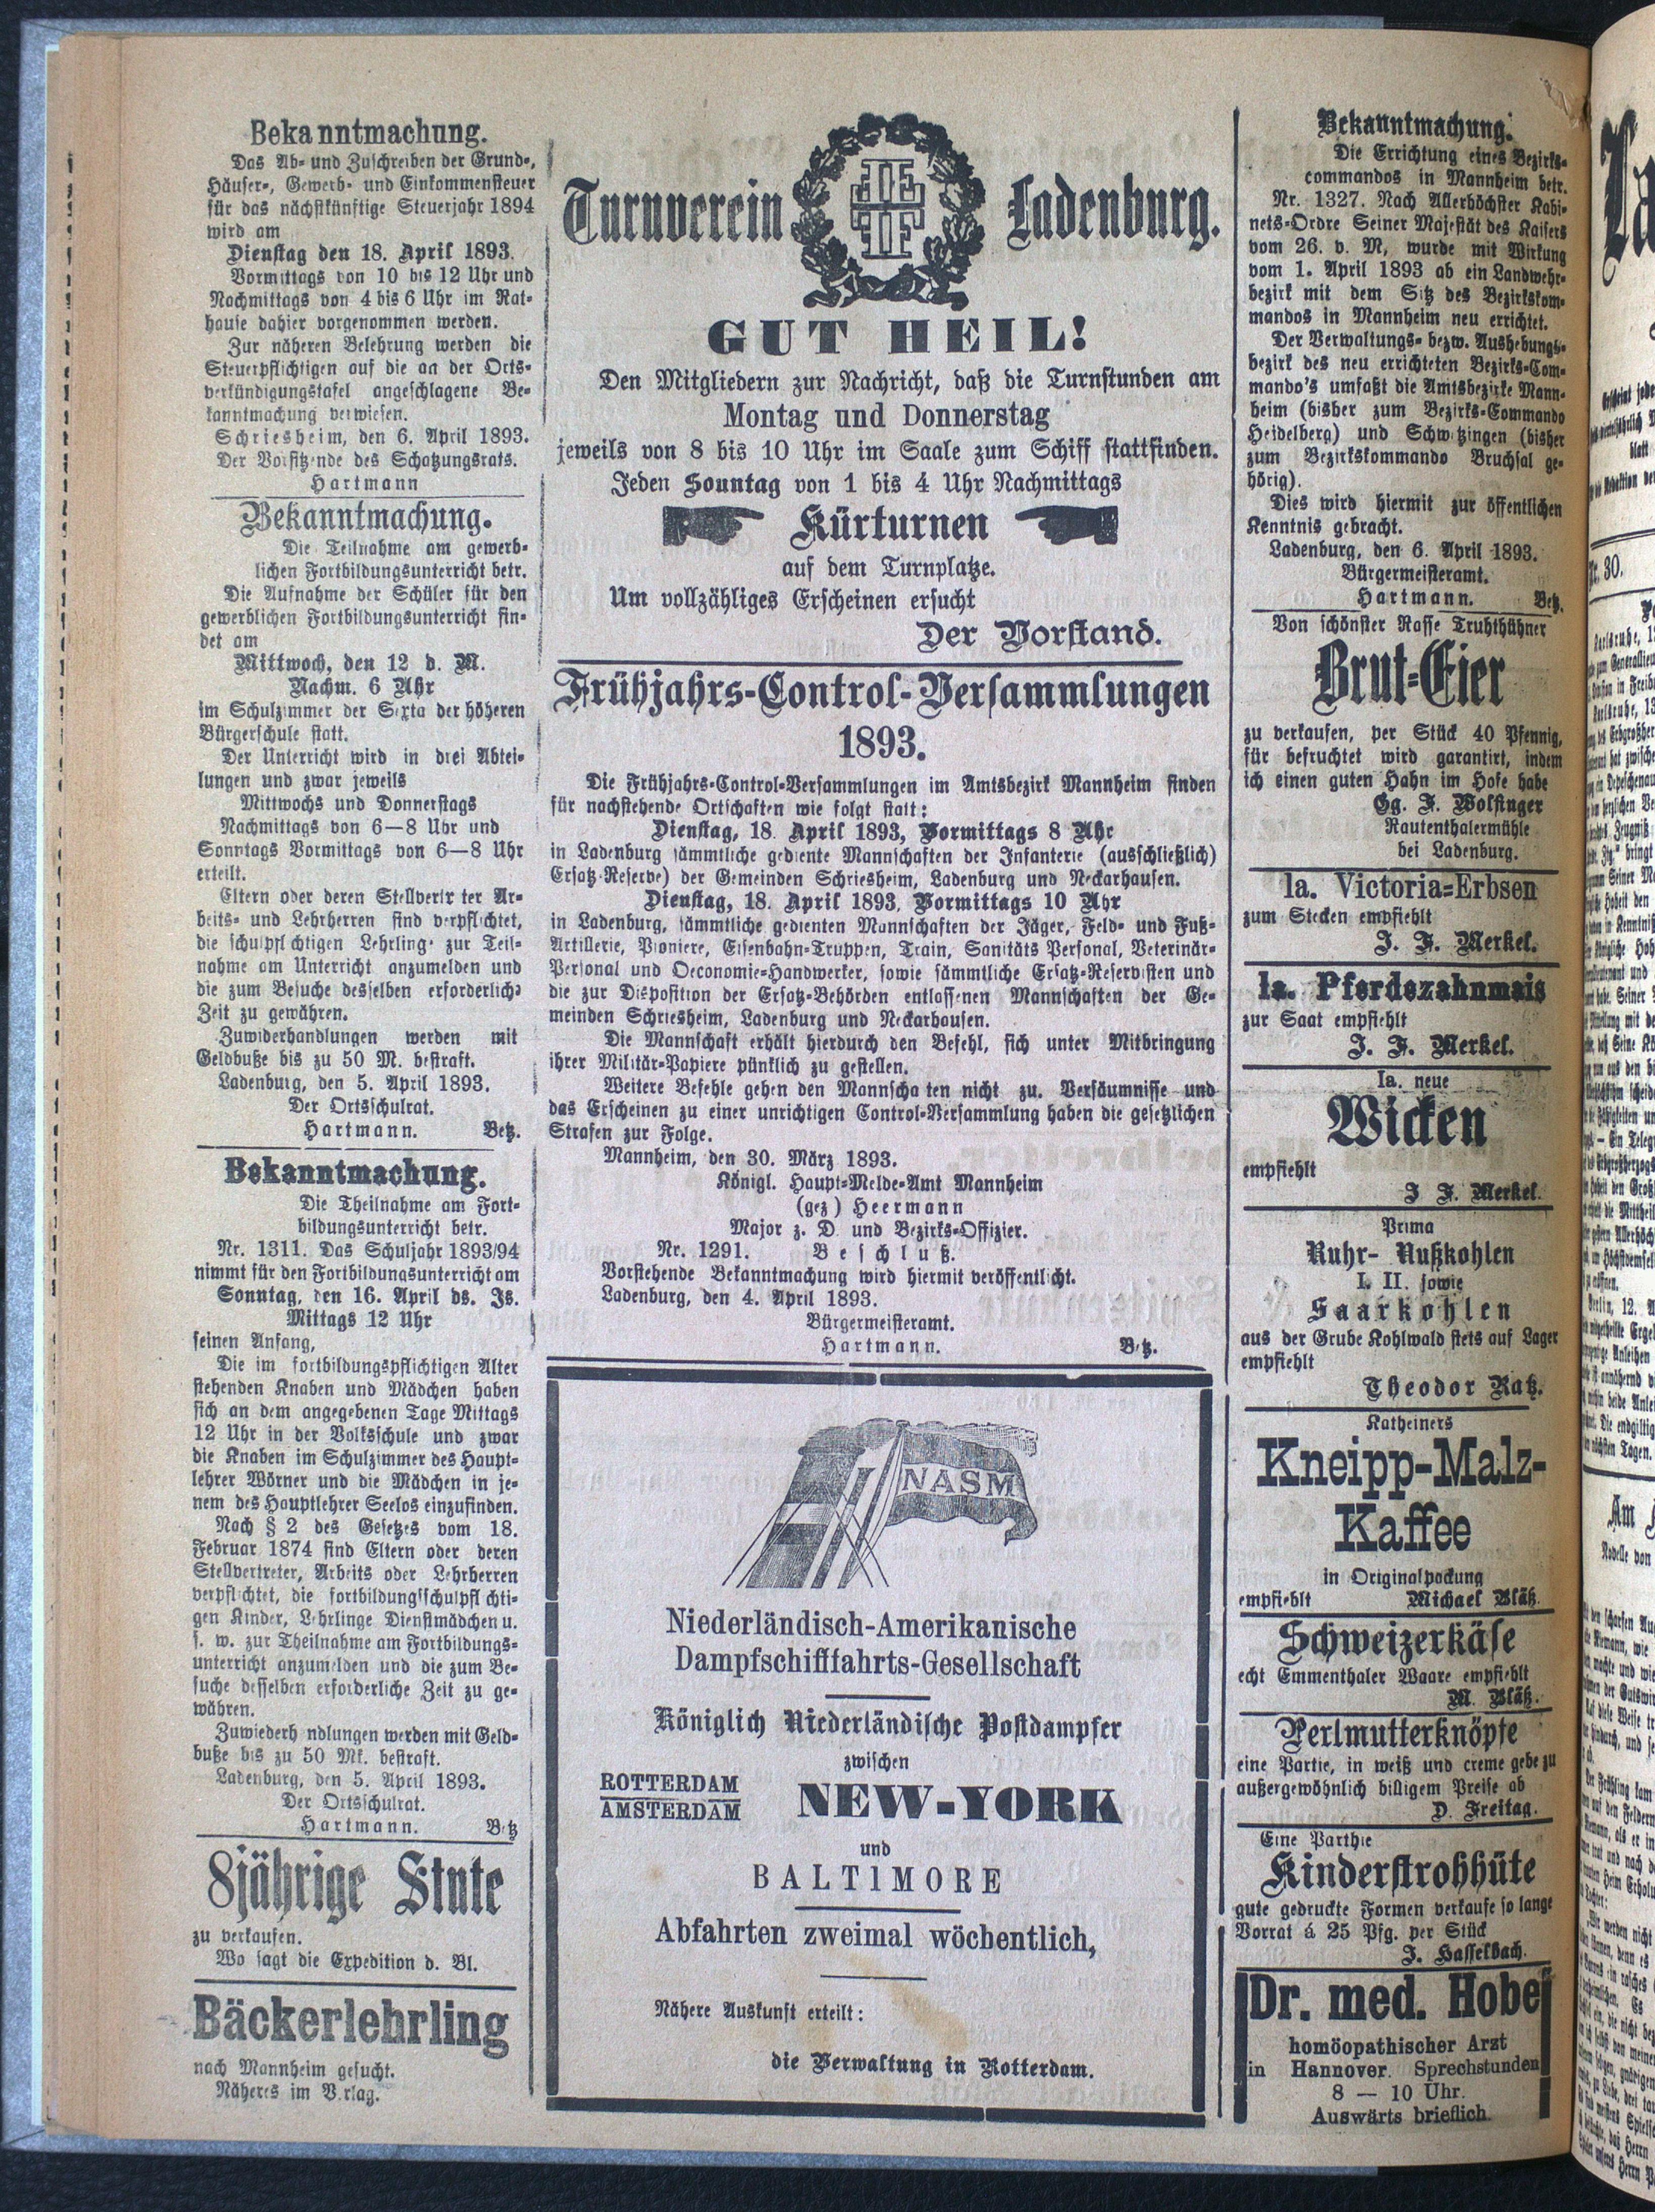 Bekanntmachung.
Das Ab- und Zuschreiben der Grund-,
Häuser-, Gewerb- und Einkommensteuer
für das nächstkünftige Steuerjahr 1894
wird am
Dienstag den 18. April 1893.
Vormittags von 10 bis 12 Uhr und
Nachmittags von 4 bis 6 Uhr im Rat-
hause dahier vorgenommen werden.
Zur näheren Belehrung werden die
Steuerpflichtigen auf die an der Orts-
verkündigungstafel angeschlagene Be-
kanntmachung verwiesen.
Schriesheim, den 6. April 1893.
Der Vorsitzende des Schatzungsrats.
Hartmann
Bekanntmachung.
Die Teilnahme am gewerb-
lichen Fortbildungsunterricht betr.
Die Aufnahme der Schüler für den
gewerblichen Fortbildungsunterricht fin-
det am
Mittwoch, den 12 d. M.
Nachm. 6 Uhr
im Schulzimmer der Sexta der höheren
Bürgerschule statt.
Der Unterricht wird in drei Abtei-
lungen und zwar jeweils
Mittwochs und Donnerstags
Nachmittags von 6—8 Uhr und
Sonntags Vormittags von 6—8 Uhr
erteilt.
Eltern oder deren Stellvertr ter Ar-
beits- und Lehrherren sind verpflichtet,
die schulpfl chtigen Lehrlinge zur Teil-
nahme am Unterricht anzumelden und
die zum Besuche desselben erforderliche
Zeit zu gewähren.
Zuwiderhandlungen werden mit
Geldbuße bis zu 50 M. bestraft.
Ladenburg, den 5. April 1893.
Der Ortsschulrat.
Hartmann. Betz.
Bekanntmachung.
Die Theilnahme am Fort-
bildungsunterricht betr.
Nr. 1311. Das Schuljahr 1893/94
nimmt für den Fortbildungsunterricht am
Sonntag, den 16. April ds. Js.
Mittags 12 Uhr
seinen Anfang,
Die im fortbildungspflichtigen Alter
stehenden Knaben und Mädchen haben
sich an dem angegebenen Tage Mittags
12 Uhr in der Volksschule und zwar
die Knaben im Schulzimmer des Haupt-
lehrer Wörner und die Mädchen in je-
nem des Hauptlehrer Seelos einzufinden.
Nach § 2 des Gesetzes vom 18.
Februar 1874 sind Eltern oder deren
Stellvertreter, Arbeits oder Lehrherren
verpflichtet, die fortbildungsschulpfl chti-
gen Kinder, Lehrlinge Dienstmädchen u.
s. w. zur Theilnahme am Fortbildungs-
unterricht anzumelden und die zum Be-
suche desselben erforderliche Zeit zu ge-
währen.
Zuwiederh ndlungen werden mit Geld-
buße bis zu 50 Mk. bestraft.
Ladenburg, den 5. April 1893.
Der Ortsschulrat.
Hartmann. Betz
8jährige Stute
zu verkaufen.
Wo sagt die Expedition d. Bl.
Bäckerlehrling
nach Mannheim gesucht.
Näheres im Verlag.
Turnverein Ladenburg.
GUT HEIL!
Den Mitgliedern zur Nachricht, daß die Turnstunden am
Montag und Donnerstag
jeweils von 8 bis 10 Uhr im Saale zum Schiff stattfinden.
Jeden Sonntag von 1 bis 4 Uhr Nachmittags
Kürturnen
auf dem Turnplatze.
Um vollzähliges Erscheinen ersucht
Der Vorstand.
Frühjahrs-Control-Versammlungen
1893.
Die Frühjahrs-Control-Versammlungen im Amtsbezirk Mannheim finden
für nachstehende Ortschaften wie folgt statt:
Dienstag, 18. April 1893, Vormittags 8 Uhr
in Ladenburg sämmtliche gediente Mannschaften der Infanterie (ausschließlich)
Ersatz-Reserve) der Gemeinden Schriesheim, Ladenburg und Neckarhausen.
Dienstag, 18. April 1893, Vormittags 10 Uhr
in Ladenburg, sämmtliche gedienten Mannschaften der Jäger, Feld- und Fuß-
Artillerie, Pioniere, Eisenbahn-Truppen, Train, Sanitäts Personal, Veterinär-
Personal und Oeconomie-Handwerker, sowie sämmtliche Ersatz-Reservisten und
die zur Disposition der Ersatz-Behörden entlassenen Mannschaften der Ge-
meinden Schriesheim, Ladenburg und Neckarhausen.
Die Mannschaft erhält hierdurch den Befehl, sich unter Mitbringung
ihrer Militär-Papiere pünktlich zu gestellen.
Weitere Befehle gehen den Mannscha ten nicht zu. Versäumnisse und
das Erscheinen zu einer unrichtigen Control-Versammlung haben die gesetzlichen
Strafen zur Folge.
Mannheim, den 30. März 1893.
Königl. Haupt-Melde-Amt Mannheim
(gez) Heermann
Major z. D. und Bezirks-Offizier.
Nr. 1291. Beschluß.
Vorstehende Bekanntmachung wird hiermit veröffentlicht.
Ladenburg, den 4. April 1893.
Bürgermeisteramt.
Hartmann. Betz.
NASM
Niederländisch-Amerikanische
Dampfschifffahrts-Gesellschaft
Königlich Niederländische Postdampfer
zwischen
ROTTERDAM
AMSTERDAM NEW-YORK
und
BALTIMORE
Abfahrten zweimal wöchentlich,
Nähere Auskunft erteilt:
die Verwaltung in Rotterdam.
Bekanntmachung.
Die Errichtung eines Bezirks-
commandos in Mannheim betr.
Nr. 1327. Nach Allerhöchster Kabi-
nets-Ordre Seiner Majestät des Kaisers
vom 26. v. M, wurde mit Wirkung
vom 1. April 1893 ab ein Landwehr-
bezirk mit dem Sitz des Bezirkskom-
mandos in Mannheim neu errichtet.
Der Verwaltungs- bezw. Aushebungs-
bezirk des neu errichteten Bezirks-Com-
mando's umfaßt die Amtsbezirke Mann-
heim (bisher zum Bezirks-Commando
Heidelberg) und Schwetzingen (bisher
zum Bezirkskommando Bruchsal ge-
hörig).
Dies wird hiermit zur öffentlichen
Kenntnis gebracht.
Ladenburg, den 6. April 1893.
Bürgermeisteramt.
Hartmann. Betz.
Von schönster Rasse Truhthühner
Brut-Eier
zu verkaufen, per Stück 40 Pfennig,
für befruchtet wird garantirt, indem
ich einen guten Hahn im Hofe habe
Gg. F. Wolfinger
Rautenthalermühle
bei Ladenburg.
Ia. Victoria-Erbsen
zum Stecken empfiehlt
J. F. Merkel.
Ia. Pferdezahnmais
zur Saat empfiehlt
J. F. Merkel.
Ia. neue
Wicken
empfiehlt
J F. Merkel.
Prima
Ruhr- Nußkohlen
I. II. sowie
Saarkohlen
aus der Grube Kohlwald stets auf Lager
empfiehlt
Theodor Katz.
Katheiners
Kneipp-Malz-
Kaffee
in Originalpackung
empfiehlt Michael Bläß.
Schweizerkäse
echt Emmenthaler Waare empfiehlt
M. Bläß.
Perlmutterknöpfe
eine Partie, in weiß und creme gebe zu
außergewöhnlich billigem Preise ab
D. Freitag.
Eine Parthie
Kinderstrohhüte
gute gedruckte Formen verkaufe so lange
Vorrat á 25 Pfg. per Stück
J. Hasselbach.
Dr. med. Hobe
homöopathischer Arzt
in Hannover. Sprechstunden
8 — 10 Uhr.
Auswärts brieflich.